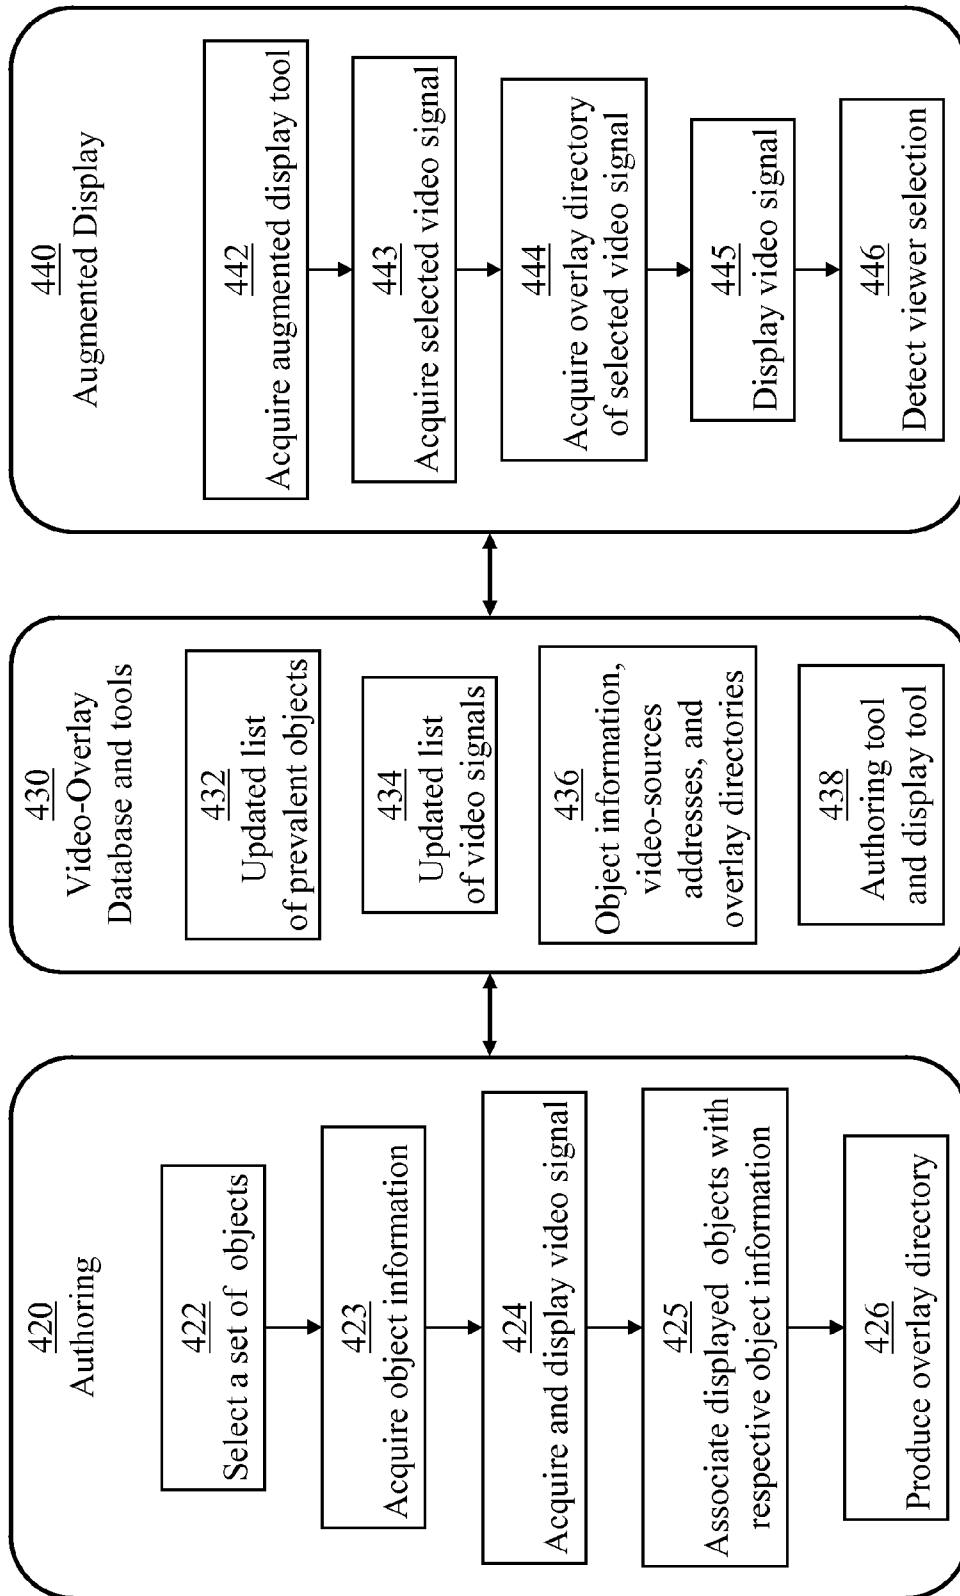 420
Authoring
422
Select a set of objects
423
Acquire object information
424
Acquire and display video signal
425
Associate displayed objects with
respective object information
426
Produce overlay directory
430
Video-Overlay
Database and tools
432
Updated list
of prevalent objects
434
Updated list
of video signals
436
Object information,
video-sources
addresses, and
overlay directories
438
Authoring tool
and display tool
440
Augmented Display
442
Acquire augmented display tool
443
Acquire selected video signal
444
Acquire overlay directory
of selected video signal
445
Display video signal
446
Detect viewer selection